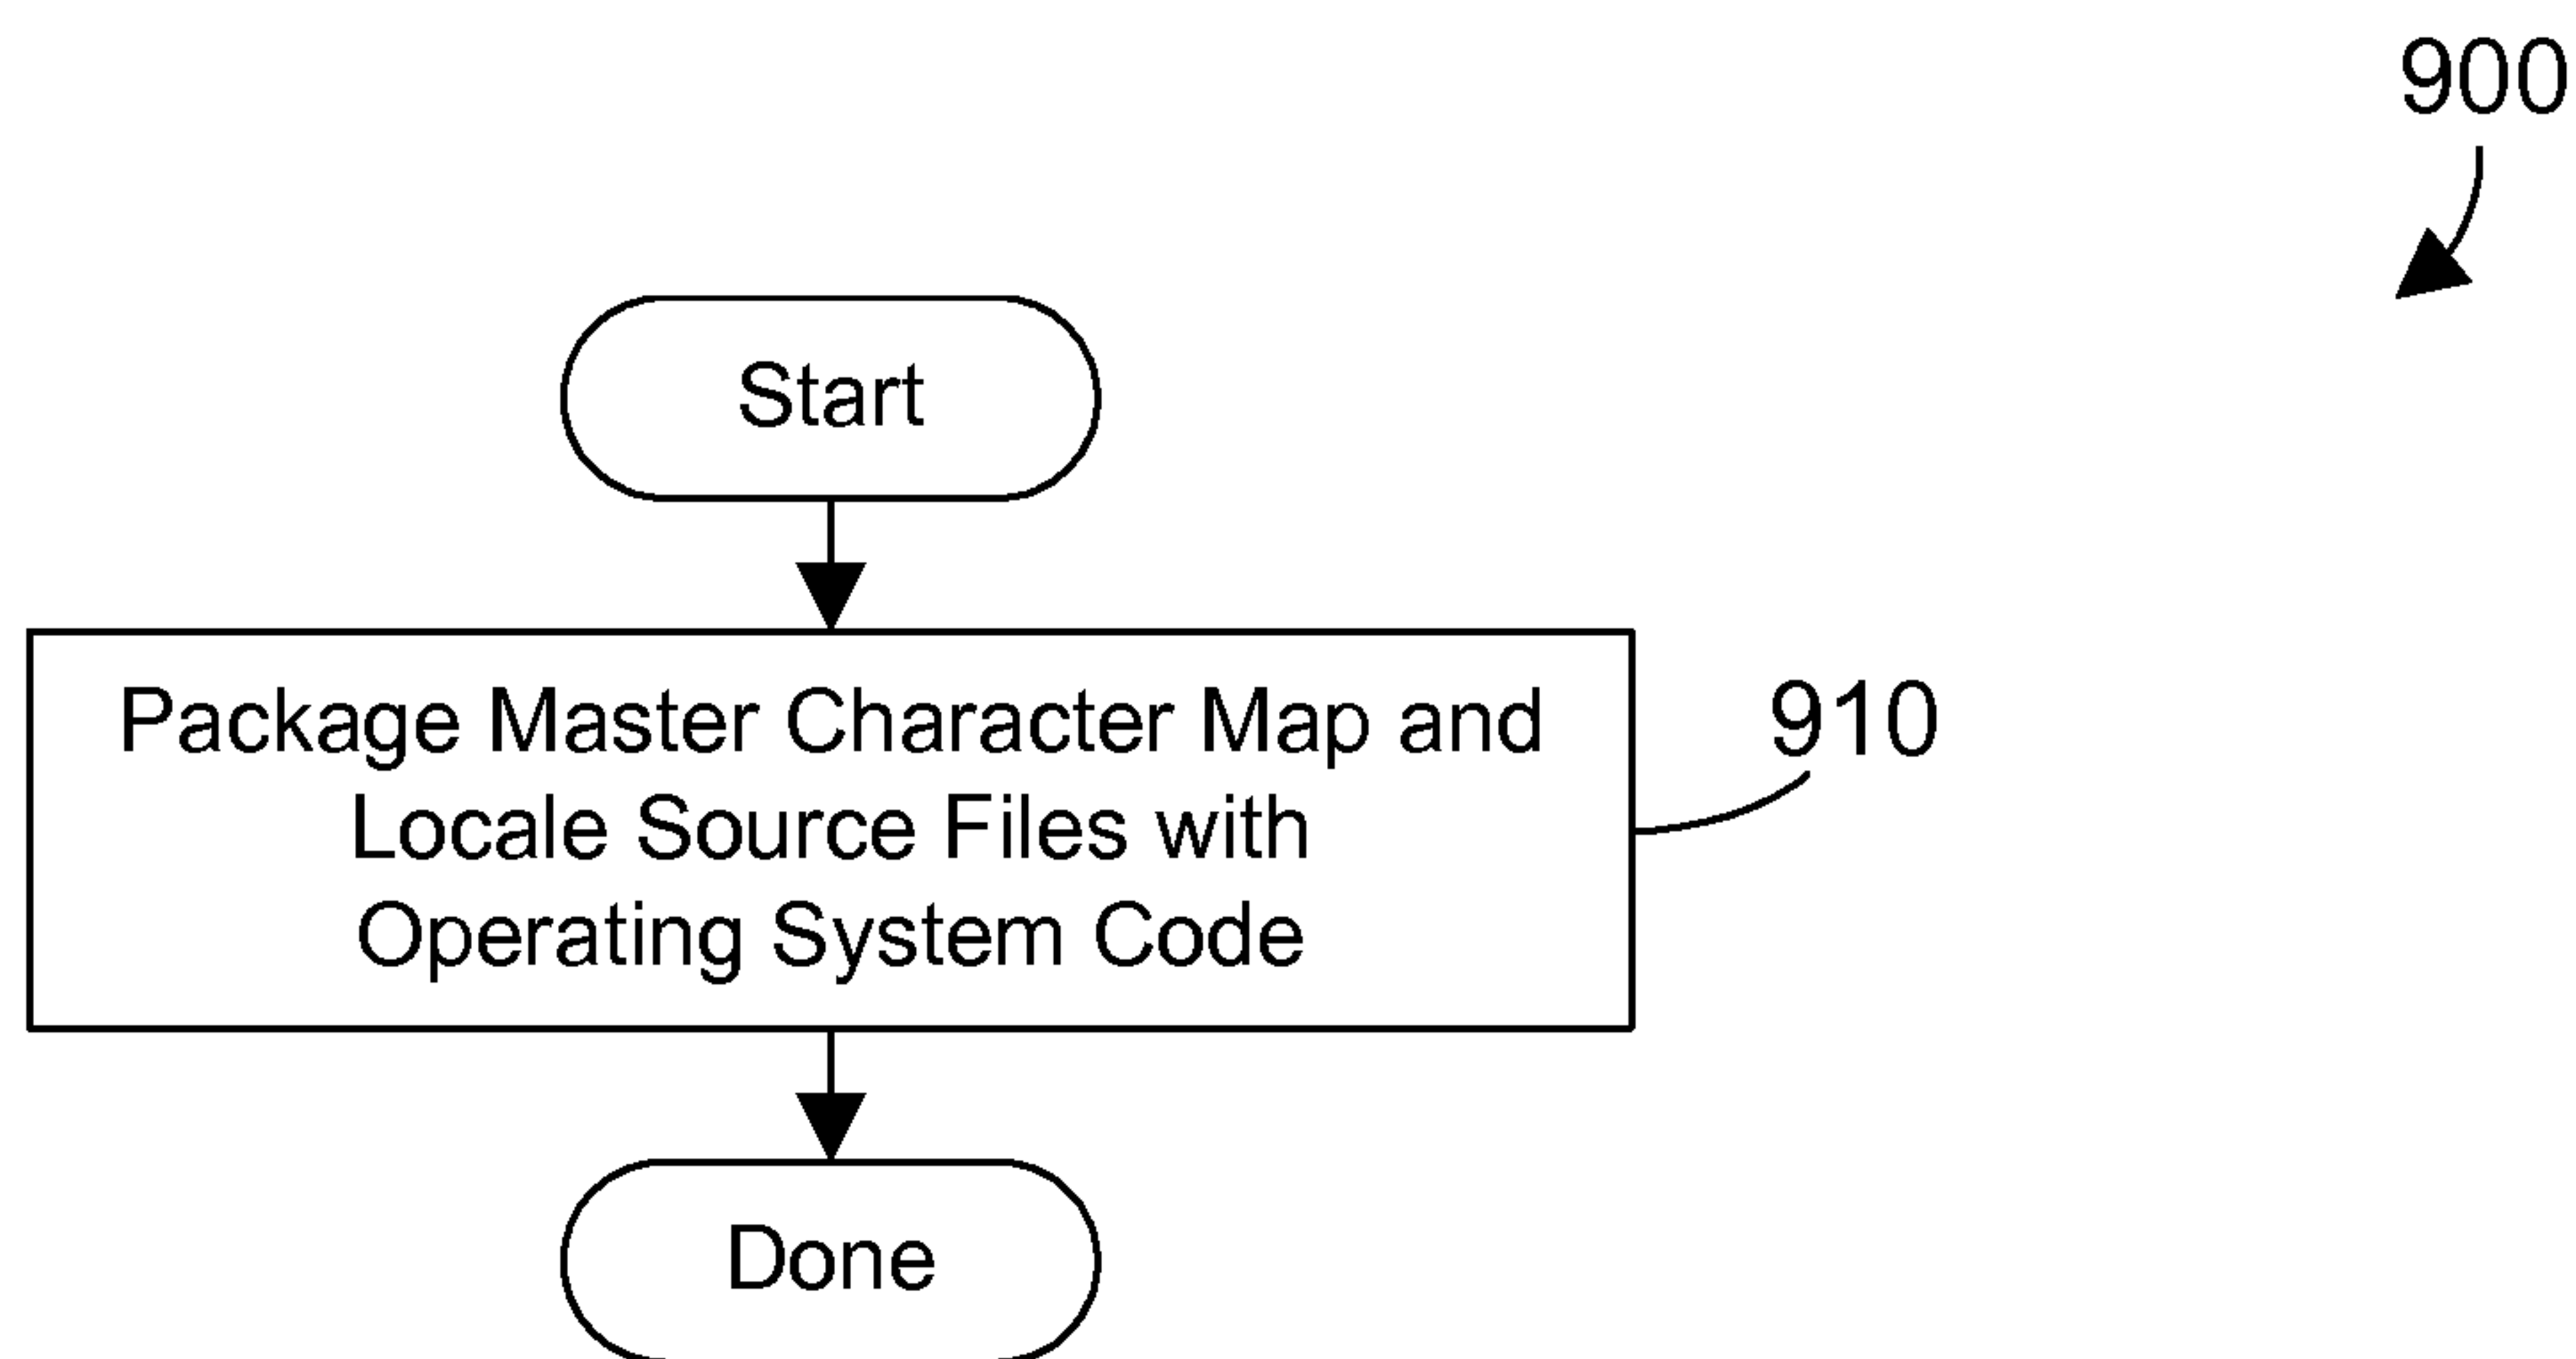 900
Start
Package Master Character Map and
Locale Source Files with
Operating System Code
910
Done